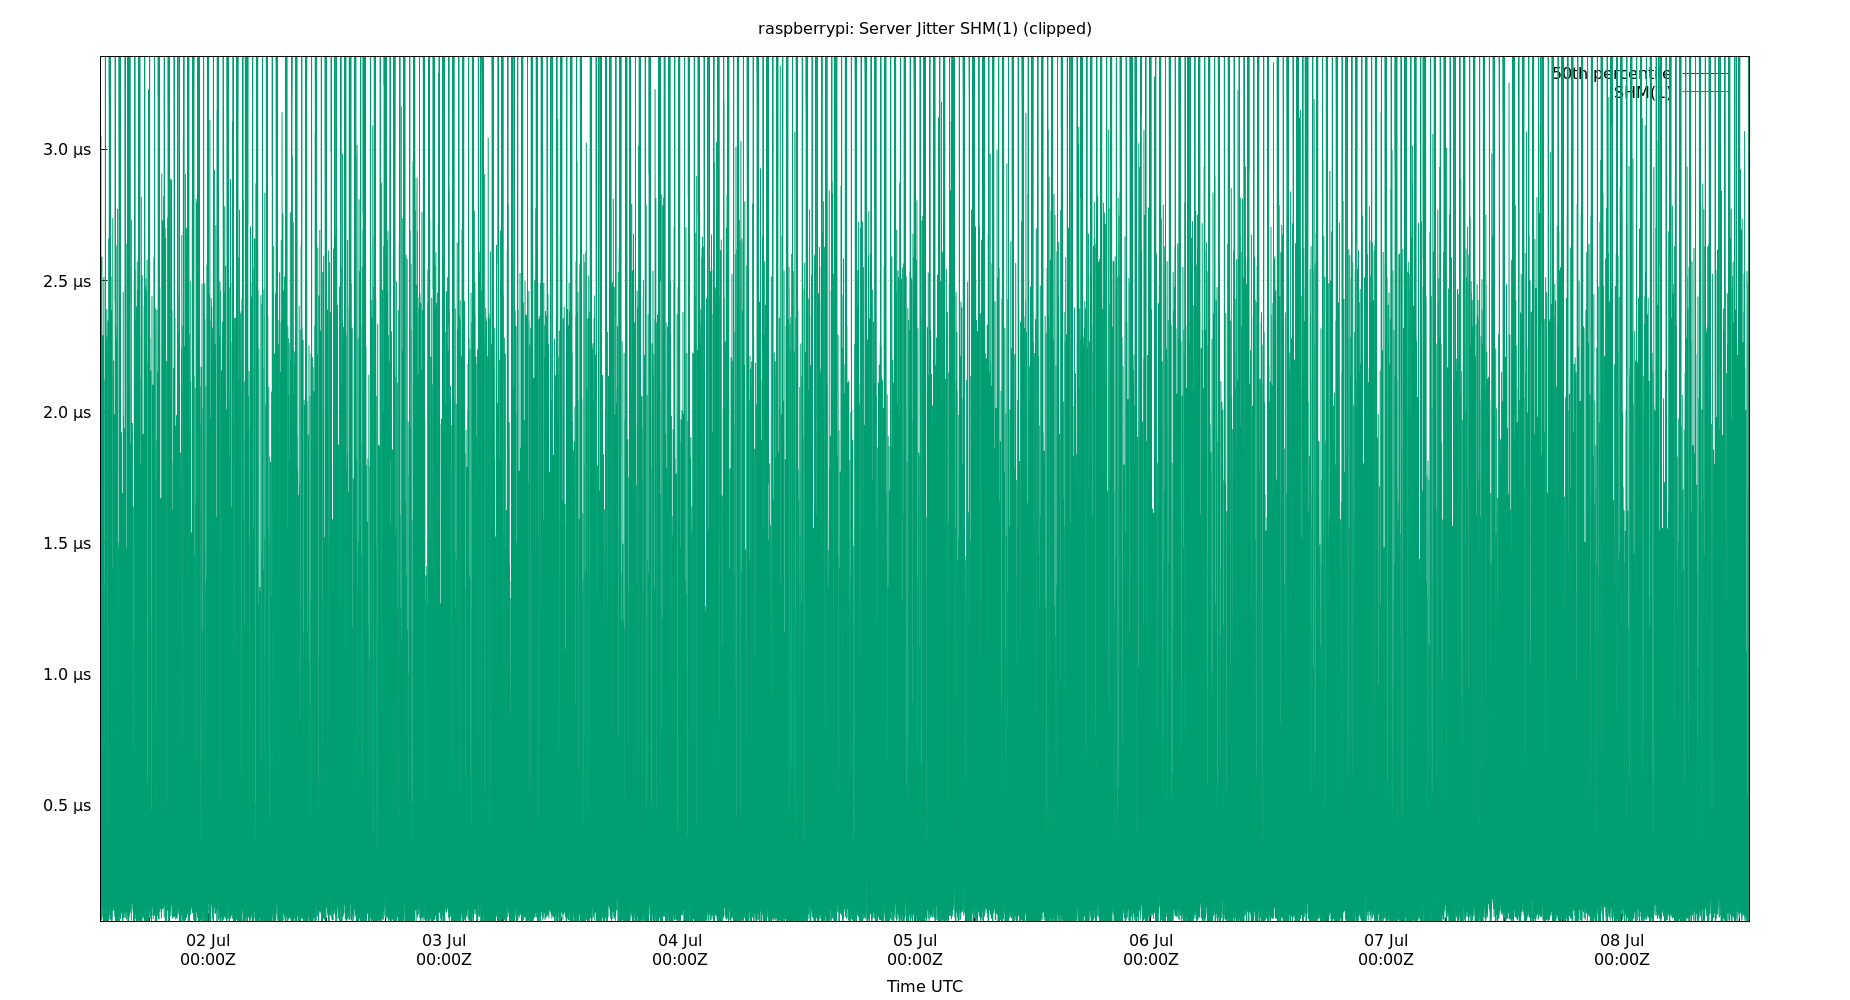 raspberrypi: Server Jitter SHM(1) (clipped)
50th percentile
SHM(1)
3.0 µs
2.5 µs
2.0 µs
1.5 µs
1.0 µs
0.5 µs
02 Jul 03 Jul 04 Jul 05 Jul 06 Jul 07 Jul 08 Jul
00:00Z 00:00Z 00:00Z 00:00Z 00:00Z 00:00Z 00:00Z
Time UTC